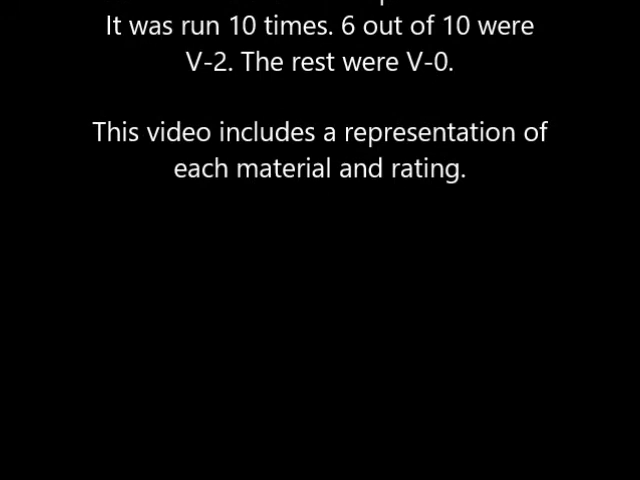 It was run 10 times. 6 out of 10 were
V-2. The rest were V-0.
This video includes a representation of
each material and rating.